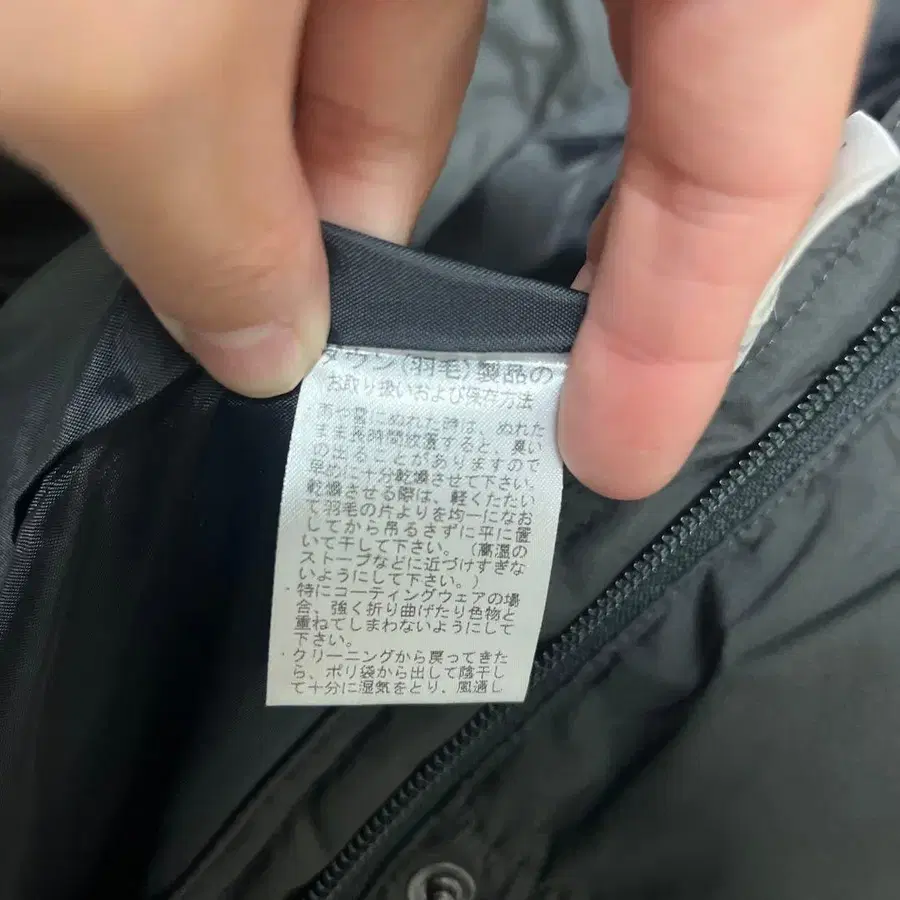 ダウン(羽毛)製品の
(お取り扱いおよび保存方法
・雨や雪にぬれた時は、ぬれた
まま長時間放置すると、臭い
の出ることがありますので
早めに十分乾燥させて下さい。
乾燥させる際は、軽くたたい
て羽毛の片よりを均一になお
してから吊るさずに平に置
いて干して下さい。(高温の
ストーブなどに近づけすぎな
いようにして下さい。)
・特にコーティングウェアの場
合、強く折り曲げたり色物と
重ねてしまわないようにして
下さい。
・クリーニングから戻ってきた
ら、ポリ袋から出して陰干し
て十分に湿気をとり、風通し